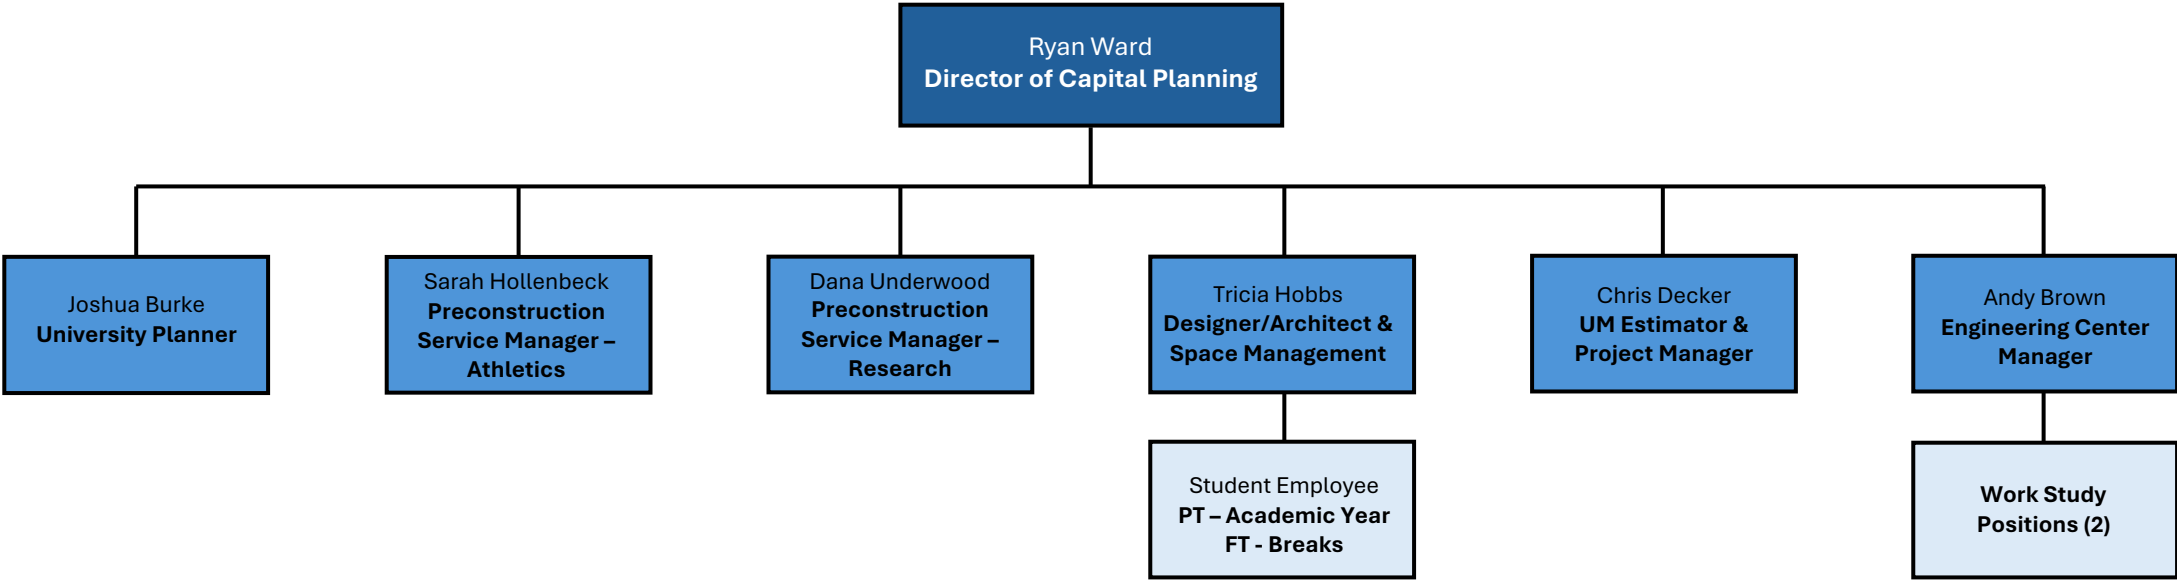 Ryan Ward
Director of Capital Planning
Joshua Burke
University Planner
Sarah Hollenbeck
Preconstruction
Service Manager –
Athletics
Dana Underwood
Preconstruction
Service Manager –
Research
Tricia Hobbs
Designer/Architect &
Space Management
Chris Decker
UM Estimator &
Project Manager
Andy Brown
Engineering Center
Manager
Student Employee
PT – Academic Year
FT - Breaks
Work Study
Positions (2)